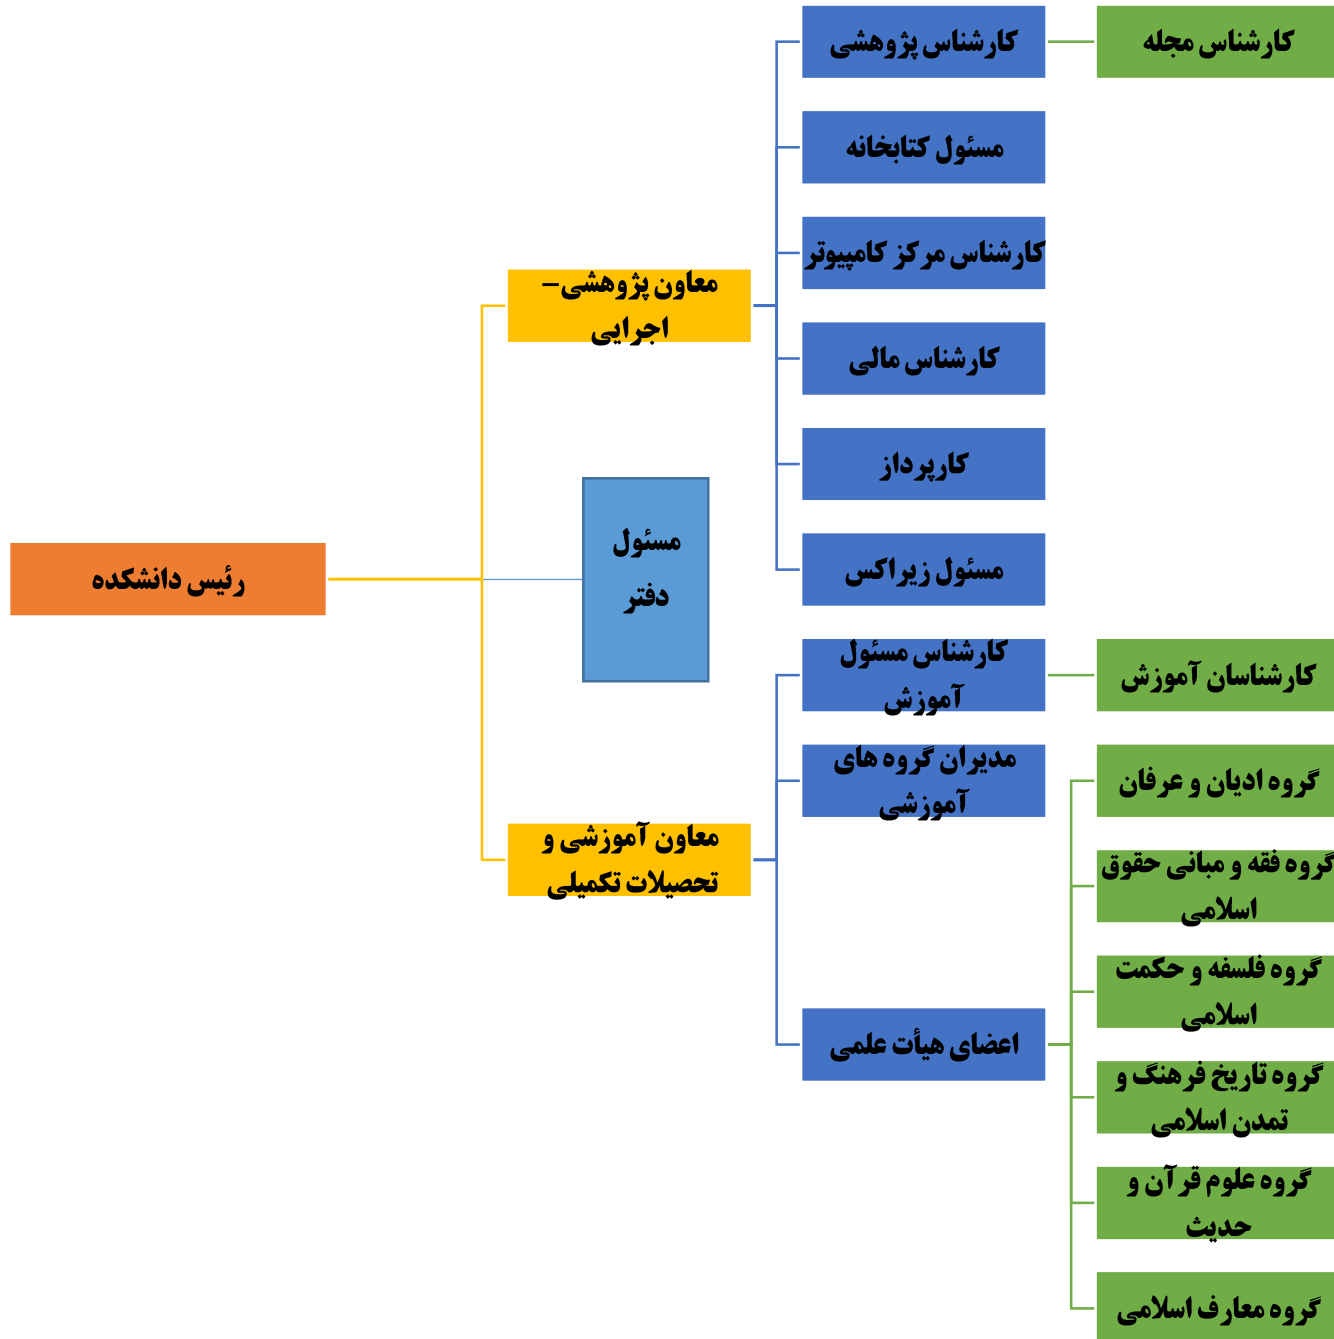 رئیس دانشکده
معاون پژوهشی–
اجرایی
کارشناس پژوهشی
کارشناس مجله
مسئول کتابخانه
کارشناس مرکز کامپیوتر
کارشناس مالی
کارپرداز
مسئول زیراکس
مسئول
دفتر
معاون آموزشی و
تحصیلات تکمیلی
کارشناس مسئول
آموزش
کارشناسان آموزش
مدیران گروه های
آموزشی
اعضای هیأت علمی
گروه ادیان و عرفان
گروه فقه و مبانی حقوق
اسلامی
گروه فلسفه و حکمت
اسلامی
گروه تاریخ فرهنگ و
تمدن اسلامی
گروه علوم قرآن و
حدیث
گروه معارف اسلامی